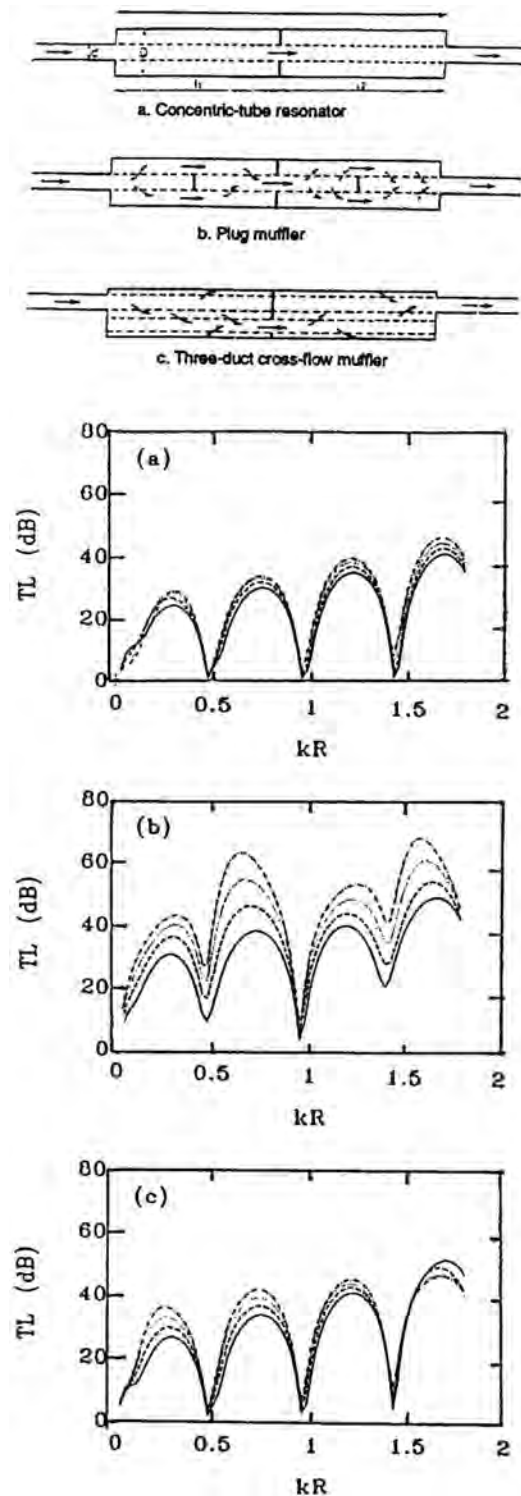 D
a. Concentric-tube resonator
b. Plug muffler
c. Three-duct cross-flow muffler
80
60
40
20
0
TL (dB)
(a)
0 0.5 1 1.5 2
kR
80
60
40
20
0
TL (dB)
(b)
0 0.5 1 1.5 2
kR
80
60
40
20
0
TL (dB)
(c)
0 0.5 1 1.5 2
kR